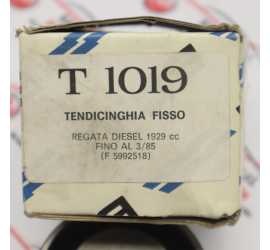 T 1019
TENDICINGHIA FISSO
REGATA DIESEL 1929 cc
FINO AL 3/85
(F 5992518)